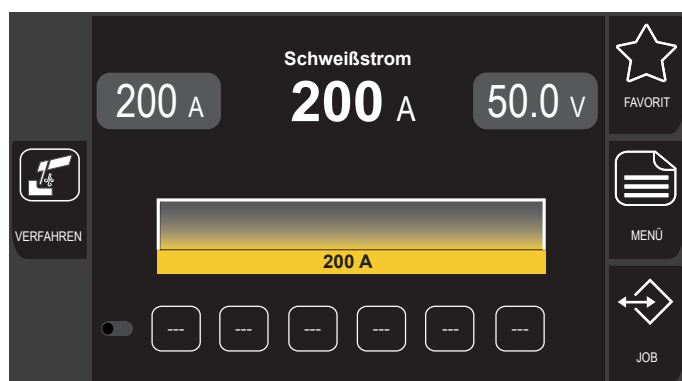 Schweißstrom
200 A
200 A
50.0 V
FAVORIT
VERFAHREN
MENÜ
200 A
--- --- --- --- --- ---
JOB